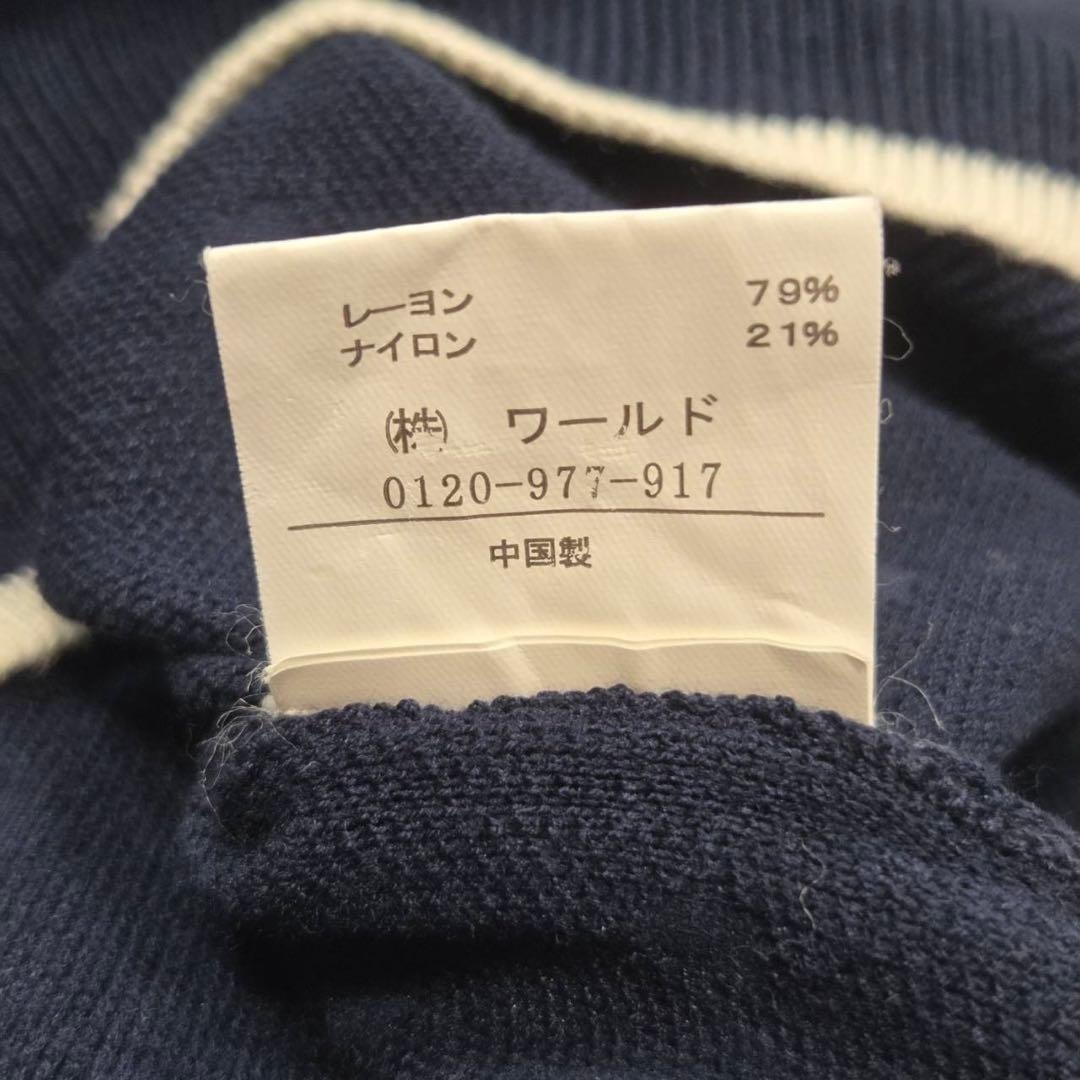 レーヨン 79%
ナイロン 21%
㈱ ワールド
0120-977-917
中国製